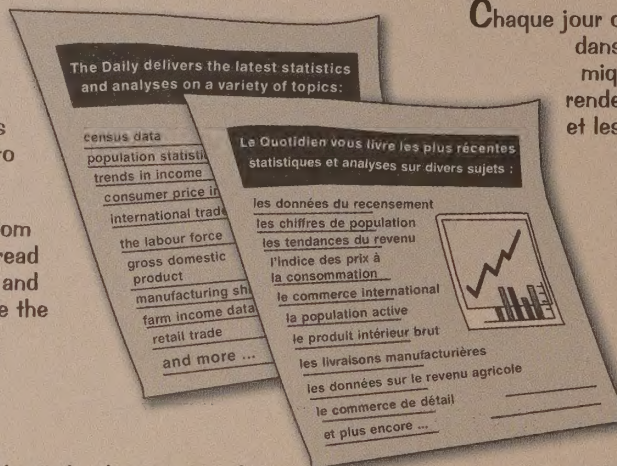 The Daily delivers the latest statistics
and analyses on a variety of topics:
census data
population
trends in income
consumer price
international trade
the labour force
gross domestic
product
manufacturing
farm income data
retail trade
and more ...
Le Quotidien vous livre les plus récentes
statistiques et analyses sur divers sujets :
les données du recensement
les chiffres de population
les tendances du revenu
l'indice des prix à
la consommation
le commerce international
la population active
le produit intérieur brut
les livraisons manufacturières
les données sur le revenu agricole
le commerce de détail
et plus encore ...
Chaque jour
dans
et les
read
and
the